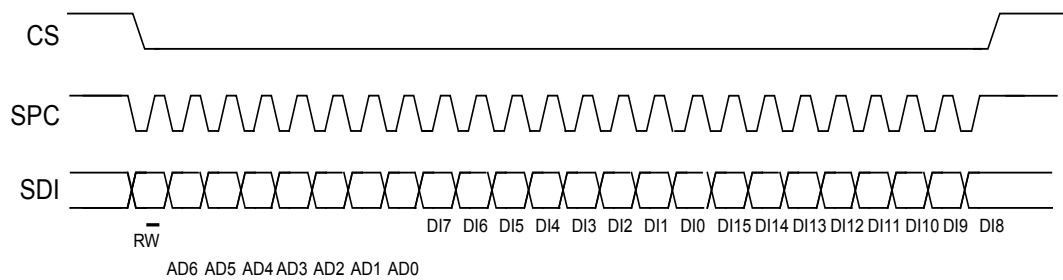 CS
SPC
SDI
DI7 DI6 DI5 DI4 DI3 DI2 DI1 DI0 DI15 DI14 DI13 DI12 DI11 DI10 DI9 DI8
RW
AD6 AD5 AD4 AD3 AD2 AD1 AD0